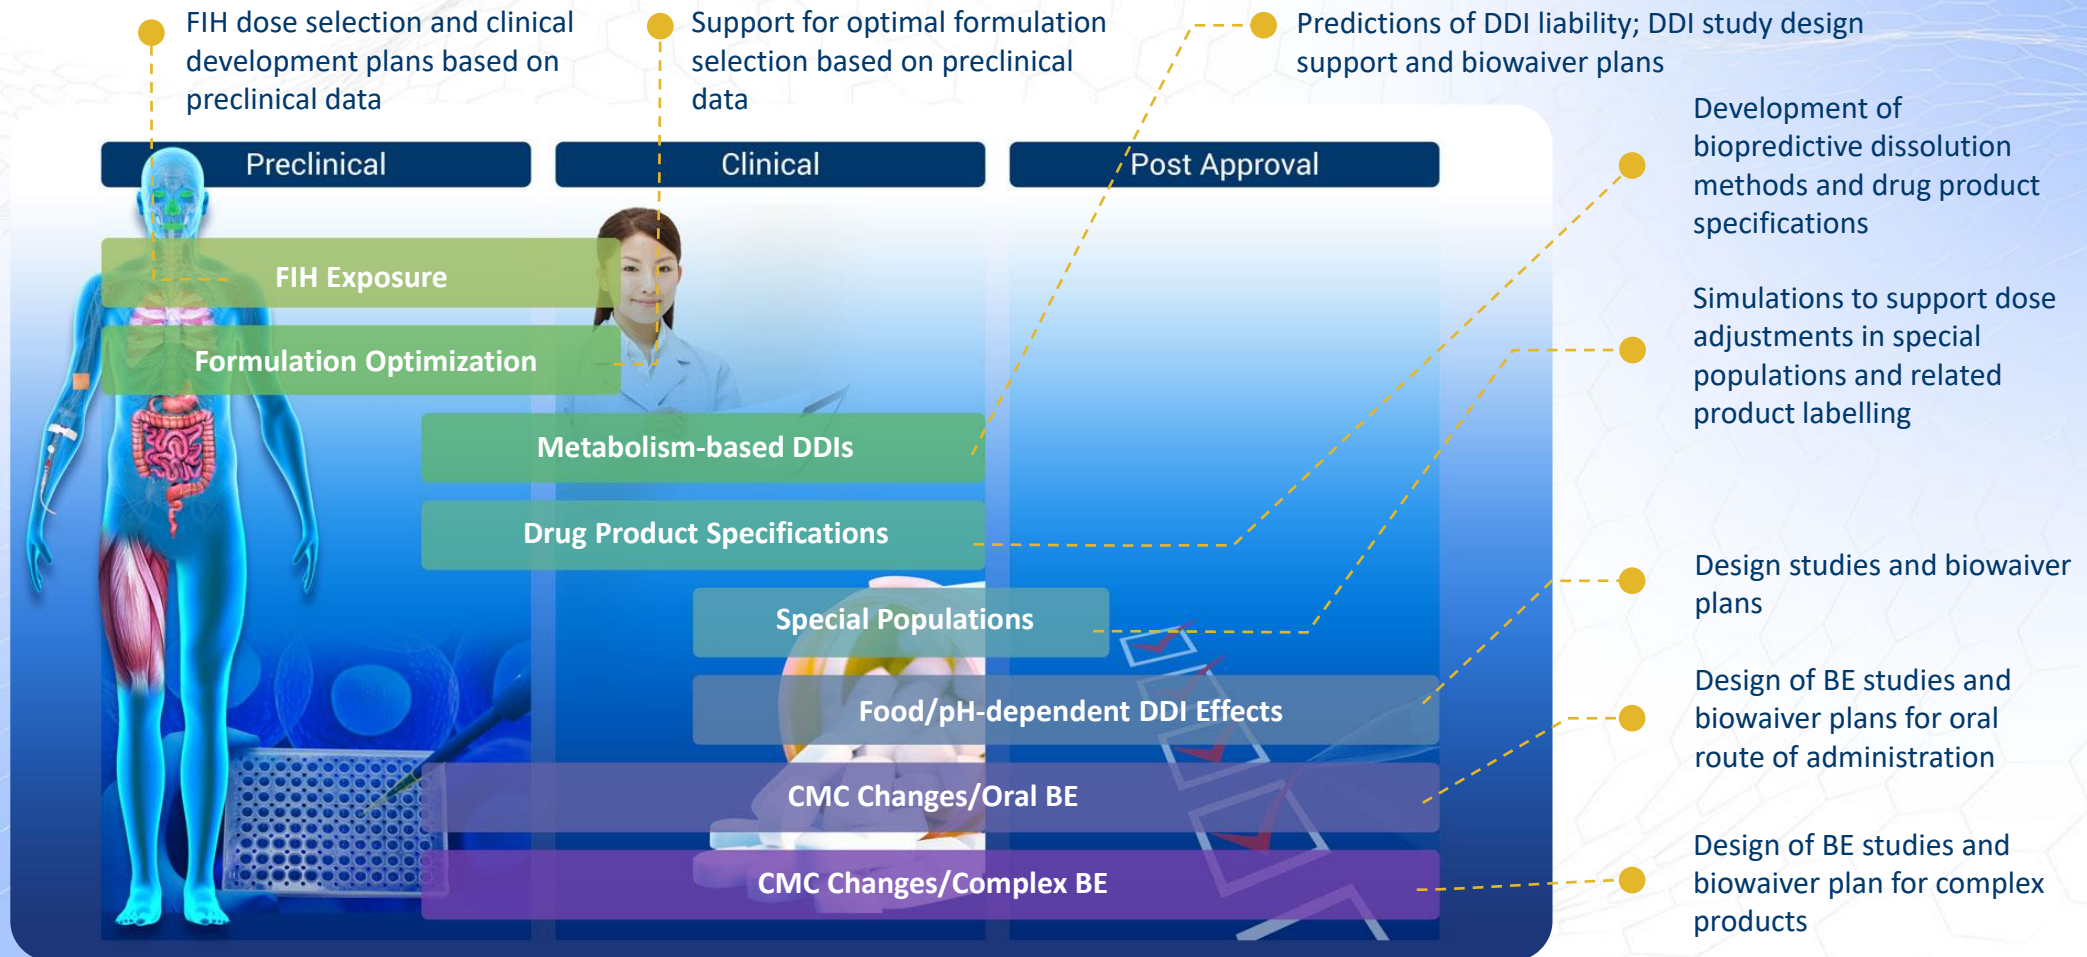 FIH dose selection and clinical
development plans based on
preclinical data
Support for optimal formulation
selection based on preclinical
data
Predictions of DDI liability; DDI study design
support and biowaiver plans
Preclinical
Clinical
Post Approval
FIH Exposure
Formulation Optimization
Metabolism-based DDIs
Drug Product Specifications
Special Populations
Food/pH-dependent DDI Effects
CMC Changes/Oral BE
CMC Changes/Complex BE
Development of
biopredictive dissolution
methods and drug product
specifications
Simulations to support dose
adjustments in special
populations and related
product labelling
Design studies and biowaiver
plans
Design of BE studies and
biowaiver plans for oral
route of administration
Design of BE studies and
biowaiver plan for complex
products